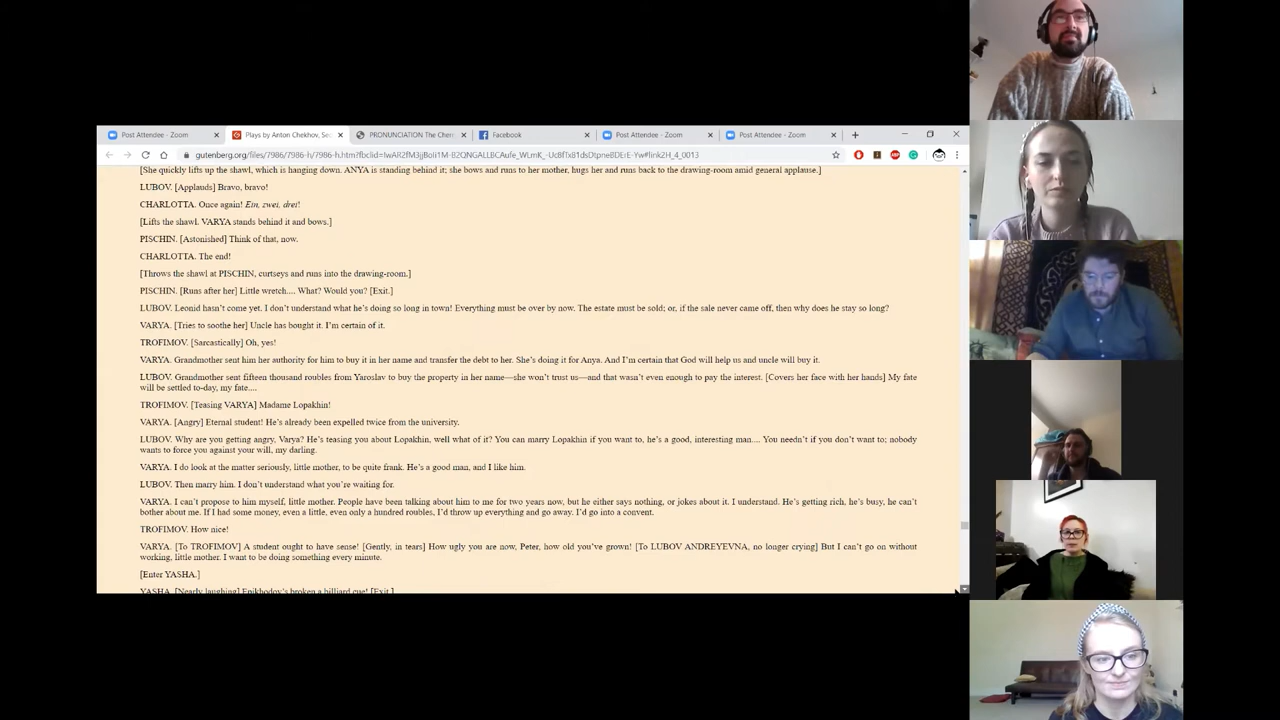 Post Attendee - Zoom
Plays by Anton Chekhov, Sec
PRONUNCIATION The Cherr
Facebook
Post Attendee - Zoom
Post Attendee - Zoom
gutenberg.org/files/7986/7986-h/7986-h.htm?fbclid=
[She quickly lifts up the shawl, which is hanging down. ANYA is standing behind it; she bows and runs to her mother, hugs her and runs back to the drawing-room amid general applause.]
LUBOV. [Applauds] Bravo, bravo!
CHARLOTTA. Once again! Ein, zwei, drei!
[Lifts the shawl. VARYA stands behind it and bows.]
PISCHIN. [Astonished] Think of that, now.
CHARLOTTA. The end!
[Throws the shawl at PISCHIN, curtseys and runs into the drawing-room.]
PISCHIN. [Runs after her] Little wretch.... What? Would you? [Exit.]
LUBOV. Leonid hasn't come yet. I don't understand what he's doing so long in town! Everything must be over by now. The estate must be sold; or, if the sale never came off, then why does he stay so long?
VARYA. [Tries to soothe her] Uncle has bought it. I'm certain of it.
TROFIMOV. [Sarcastically] Oh, yes!
VARYA. Grandmother sent him her authority for him to buy it in her name and transfer the debt to her. She's doing it for Anya. And I'm certain that God will help us and uncle will buy it.
LUBOV. Grandmother sent fifteen thousand roubles from Yaroslav to buy the property in her name—she won't trust us—and that wasn't even enough to pay the interest. [Covers her face with her hands] My fate
will be settled to-day, my fate....
TROFIMOV. [Teasing VARYA] Madame Lopakhin!
VARYA. [Angry] Eternal student! He's already been expelled twice from the university.
LUBOV. Why are you getting angry, Varya? He's teasing you about Lopakhin, well what of it? You can marry Lopakhin if you want to, he's a good, interesting man.... You needn't if you don't want to; nobody
wants to force you against your will, my darling.
VARYA. I do look at the matter seriously, little mother, to be quite frank. He's a good man, and I like him.
LUBOV. Then marry him. I don't understand what you're waiting for.
VARYA. I can't propose to him myself, little mother. People have been talking about him to me for two years now, but he either says nothing, or jokes about it. I understand. He's getting rich, he's busy, he can't
bother about me. If I had some money, even a little, even only a hundred roubles, I'd throw up everything and go away. I'd go into a convent.
TROFIMOV. How nice!
VARYA. [To TROFIMOV] A student ought to have sense! [Gently, in tears] How ugly you are now, Peter, how old you've grown! [To LUBOV ANDREYEVNA, no longer crying] But I can't go on without
working, little mother. I want to be doing something every minute.
[Enter YASHA.]
YASHA. [Nearly laughing] Epikhodov's broken a billiard cue! [Exit.]